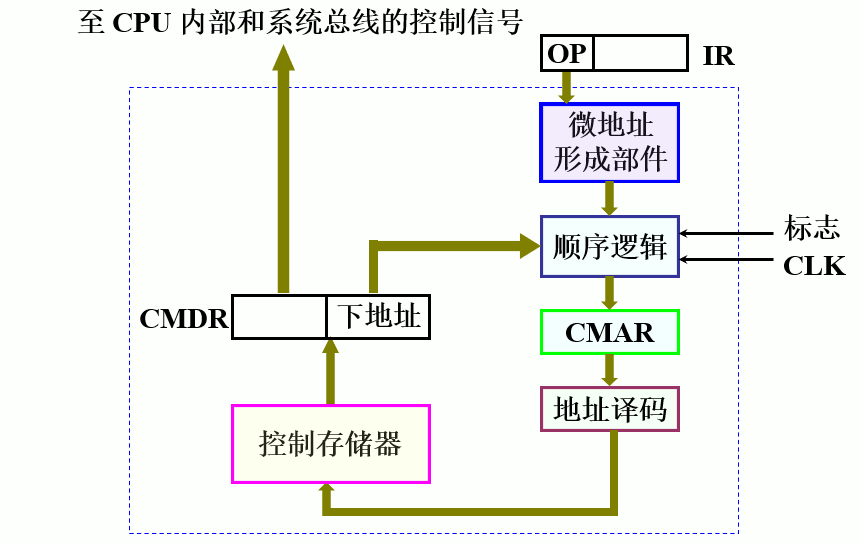 至 CPU 内部和系统总线的控制信号
OP
IR
微地址
形成部件
顺序逻辑
标志
CLK
CMDR
下地址
CMAR
地址译码
控制存储器